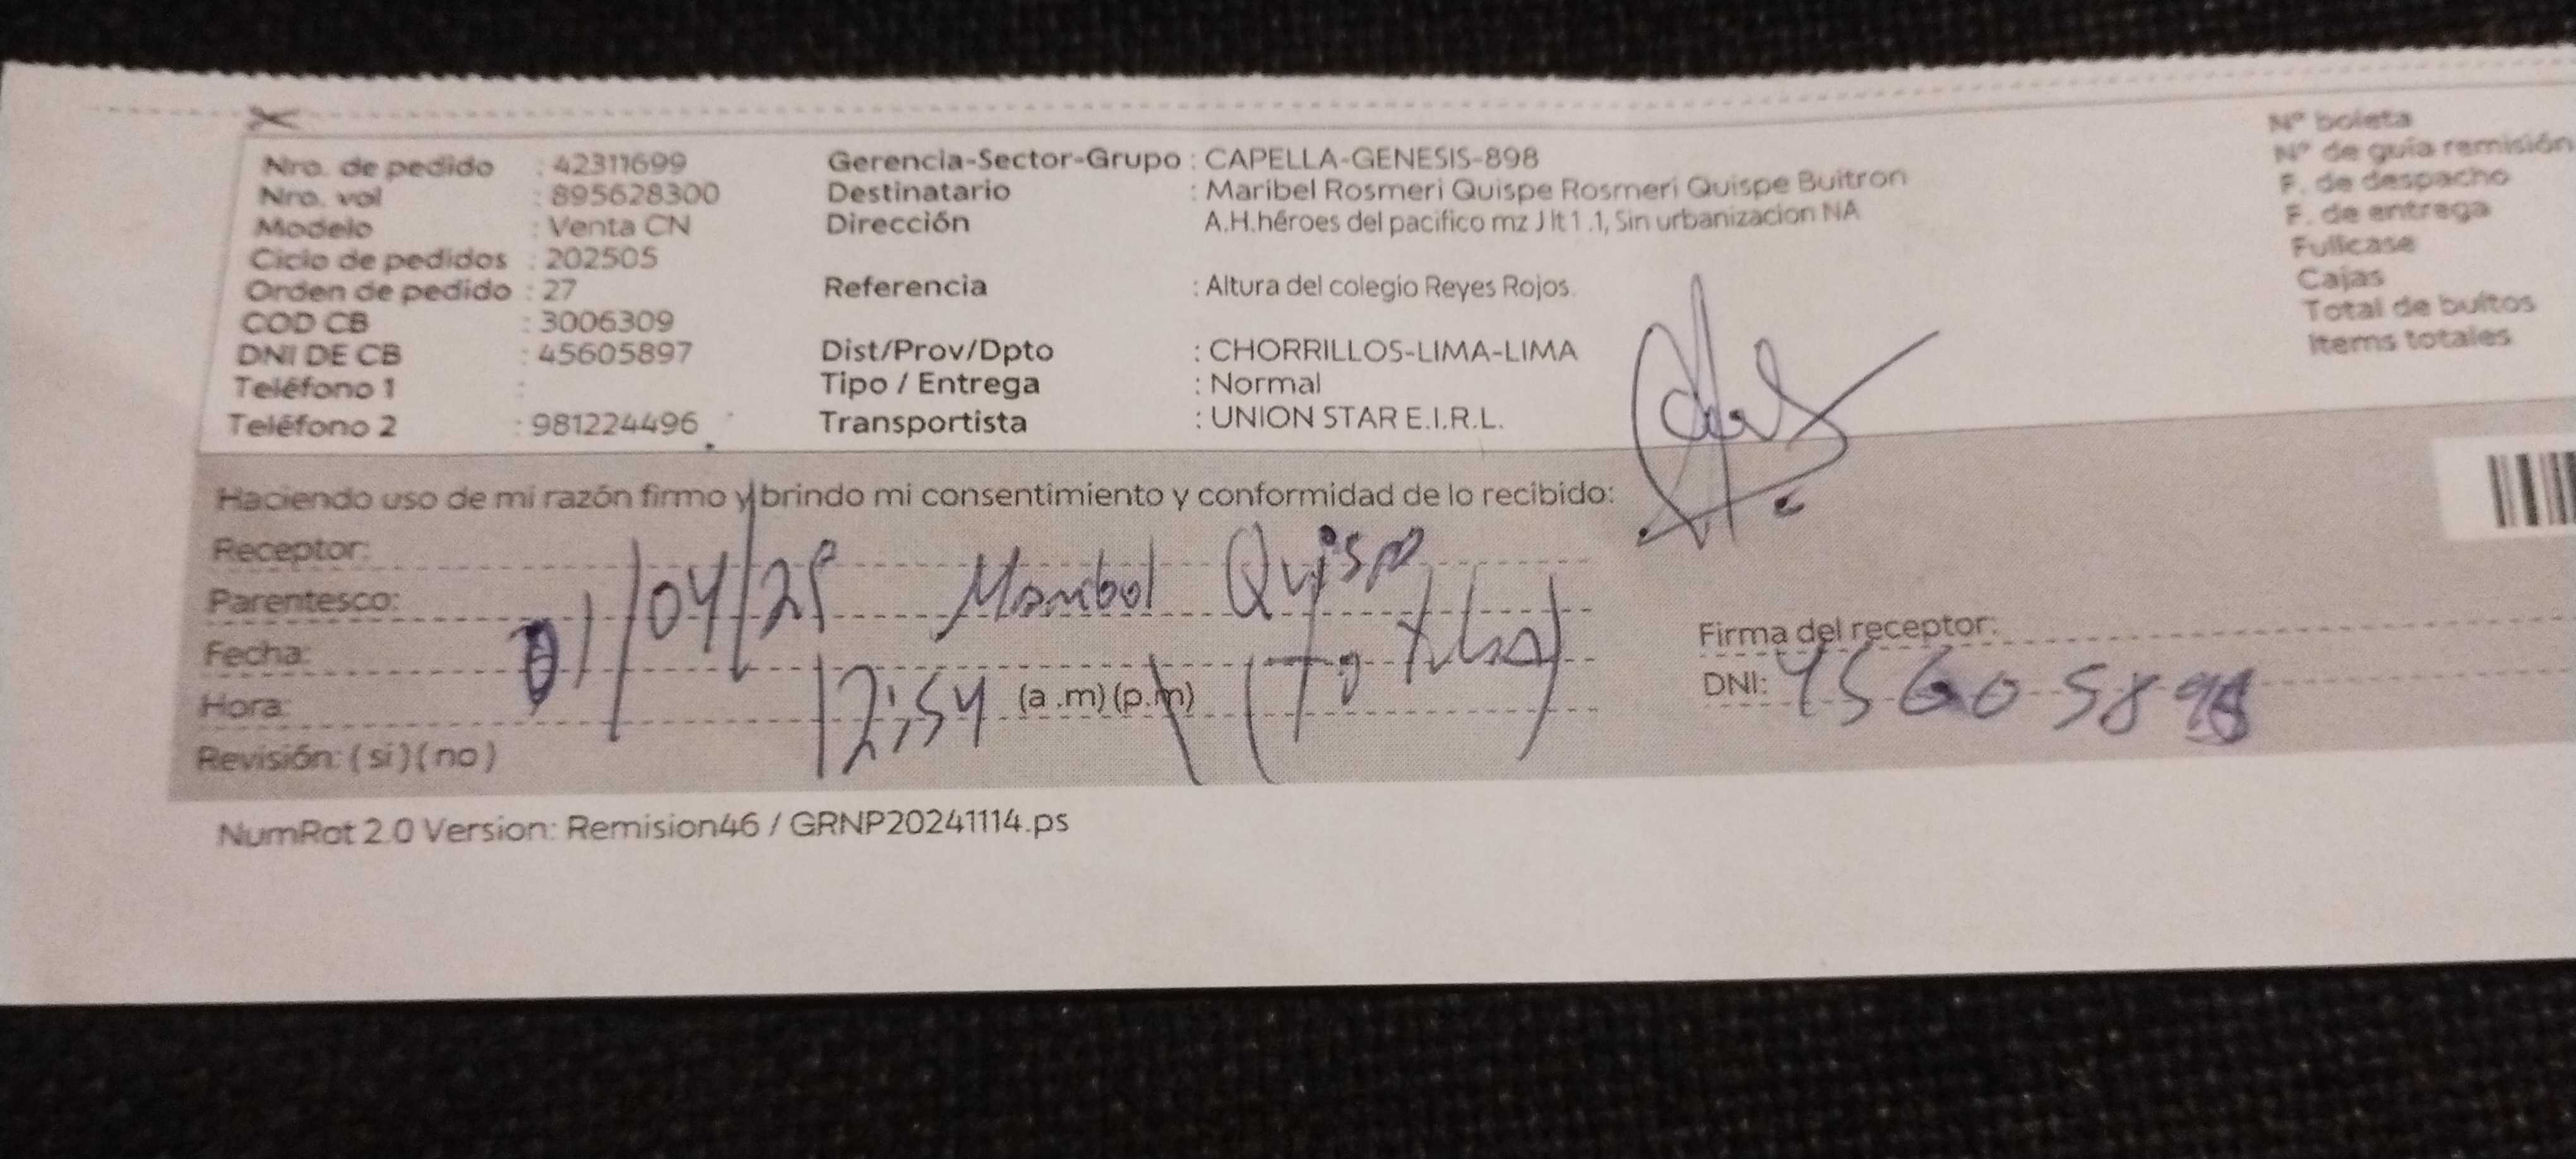 Nro. de pedido : 42311699 Gerencia-Sector-Grupo : CAPELLA-GENESIS-898 Nº boleta
Nro. vol : 895628300 Destinatario : Maribel Rosmeri Quispe Rosmeri Quispe Buitron Nº de guía remisión
Modelo : Venta CN Dirección A.H.héroes del pacifico mz J lt 1 .1, Sin urbanizacion NA F. de despacho
Ciclo de pedidos : 202505 F. de entrega
Orden de pedido : 27 Referencia : Altura del colegio Reyes Rojos. Fullcase
COD CB : 3006309 Cajas
DNI DE CB : 45605897 Dist/Prov/Dpto : CHORRILLOS-LIMA-LIMA Total de bultos
Teléfono 1 : Tipo / Entrega : Normal Items totales
Teléfono 2 : 981224496 Transportista : UNION STAR E.I.R.L.
Haciendo uso de mi razón firmo y brindo mi consentimiento y conformidad de lo recibido:
Receptor: Maribel Quispe
Parentesco: (Titular)
Fecha: 01/04/25 Firma del receptor:
Hora: 12:54 (a .m) (p.m) DNI: 45605898
Revisión: ( si ) ( no )
NumRot 2.0 Version: Remision46 / GRNP20241114.ps